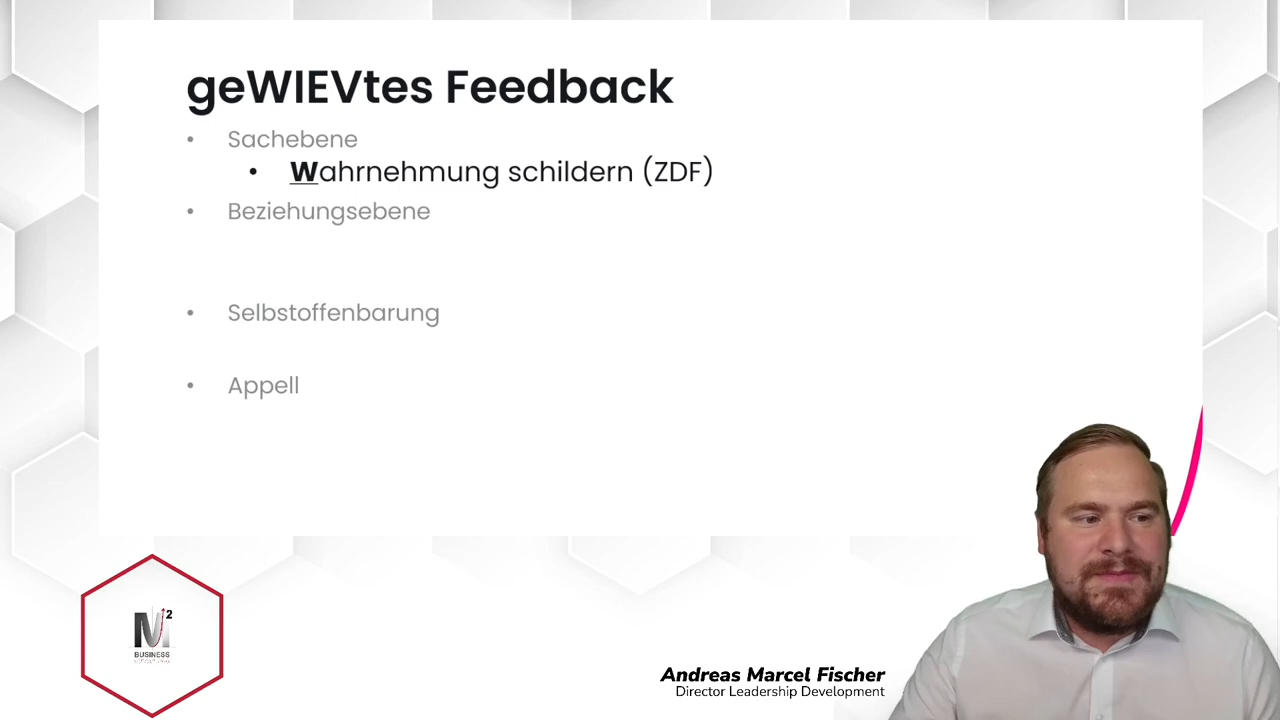 geWIEVtes Feedback
• Sachebene
• Wahrnehmung schildern (ZDF)
• Beziehungsebene
• Selbstoffenbarung
• Appell
M²
BUSINESS
Andreas Marcel Fischer
Director Leadership Development